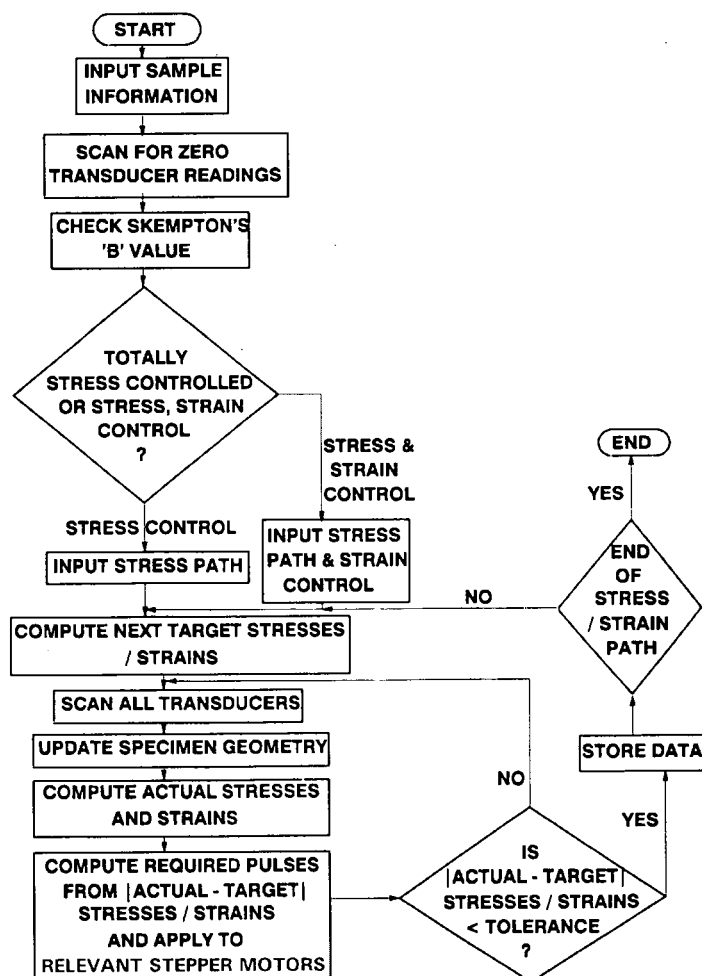 START
INPUT SAMPLE
INFORMATION
SCAN FOR ZERO
TRANSDUCER READINGS
CHECK SKEMPTON'S
'B' VALUE
TOTALLY
STRESS CONTROLLED
OR STRESS, STRAIN
CONTROL
?
STRESS &
STRAIN
CONTROL
STRESS CONTROL
INPUT STRESS PATH
INPUT STRESS
PATH & STRAIN
CONTROL
COMPUTE NEXT TARGET STRESSES
/ STRAINS
SCAN ALL TRANSDUCERS
UPDATE SPECIMEN GEOMETRY
COMPUTE ACTUAL STRESSES
AND STRAINS
COMPUTE REQUIRED PULSES
FROM |ACTUAL - TARGET|
STRESSES / STRAINS
AND APPLY TO
RELEVANT STEPPER MOTORS
IS
|ACTUAL - TARGET|
STRESSES / STRAINS
< TOLERANCE
?
NO
YES
STORE DATA
END
OF
STRESS
/ STRAIN
PATH
NO
YES
END